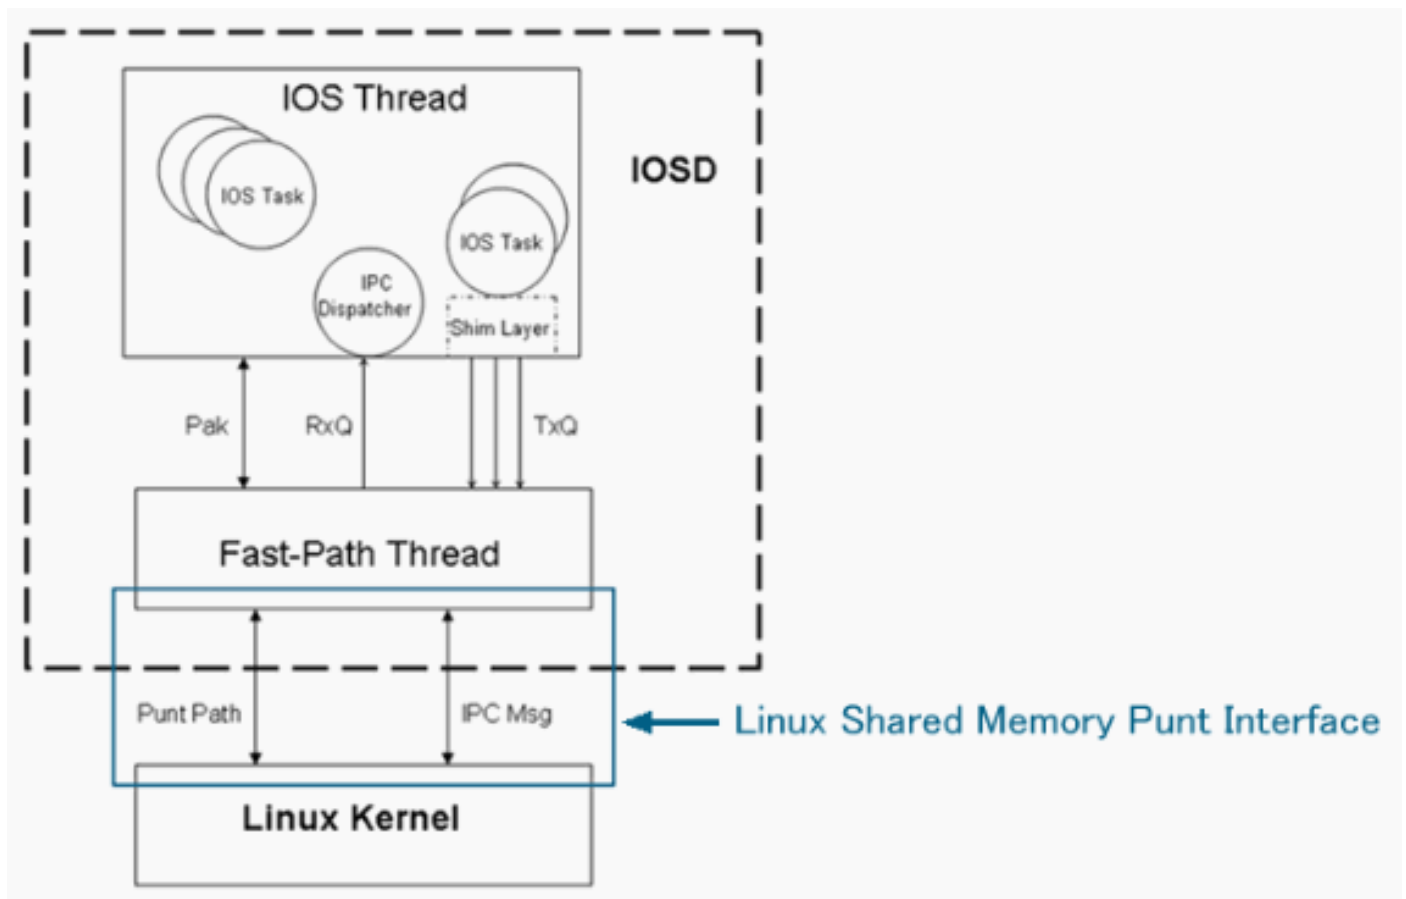 IOS Thread
IOSD
IOS Task
IOS Task
IPC
Dispatcher
Shim Layer
Pak
RxQ
TxQ
Fast-Path Thread
Punt Path
IPC Msg
Linux Shared Memory Punt Interface
Linux Kernel